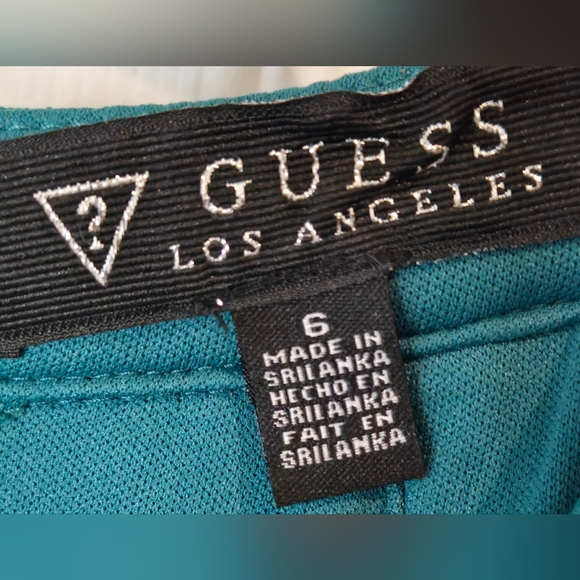 ?
GUESS
LOS ANGELES
6
MADE IN
SRILANKA
HECHO EN
SRILANKA
FAIT EN
SRILANKA